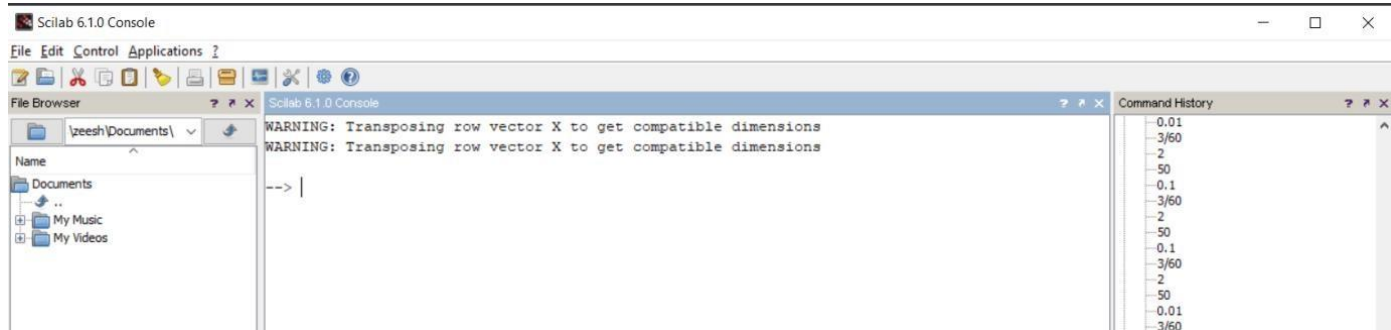 Scilab 6.1.0 Console
File Edit Control Applications ?
File Browser
\zeesh\Documents\
Name
Documents
..
My Music
My Videos
Scilab 6.1.0 Console
WARNING: Transposing row vector X to get compatible dimensions
WARNING: Transposing row vector X to get compatible dimensions
-->
Command History
0.01
3/60
2
50
0.1
3/60
2
50
0.1
3/60
2
50
0.01
3/60